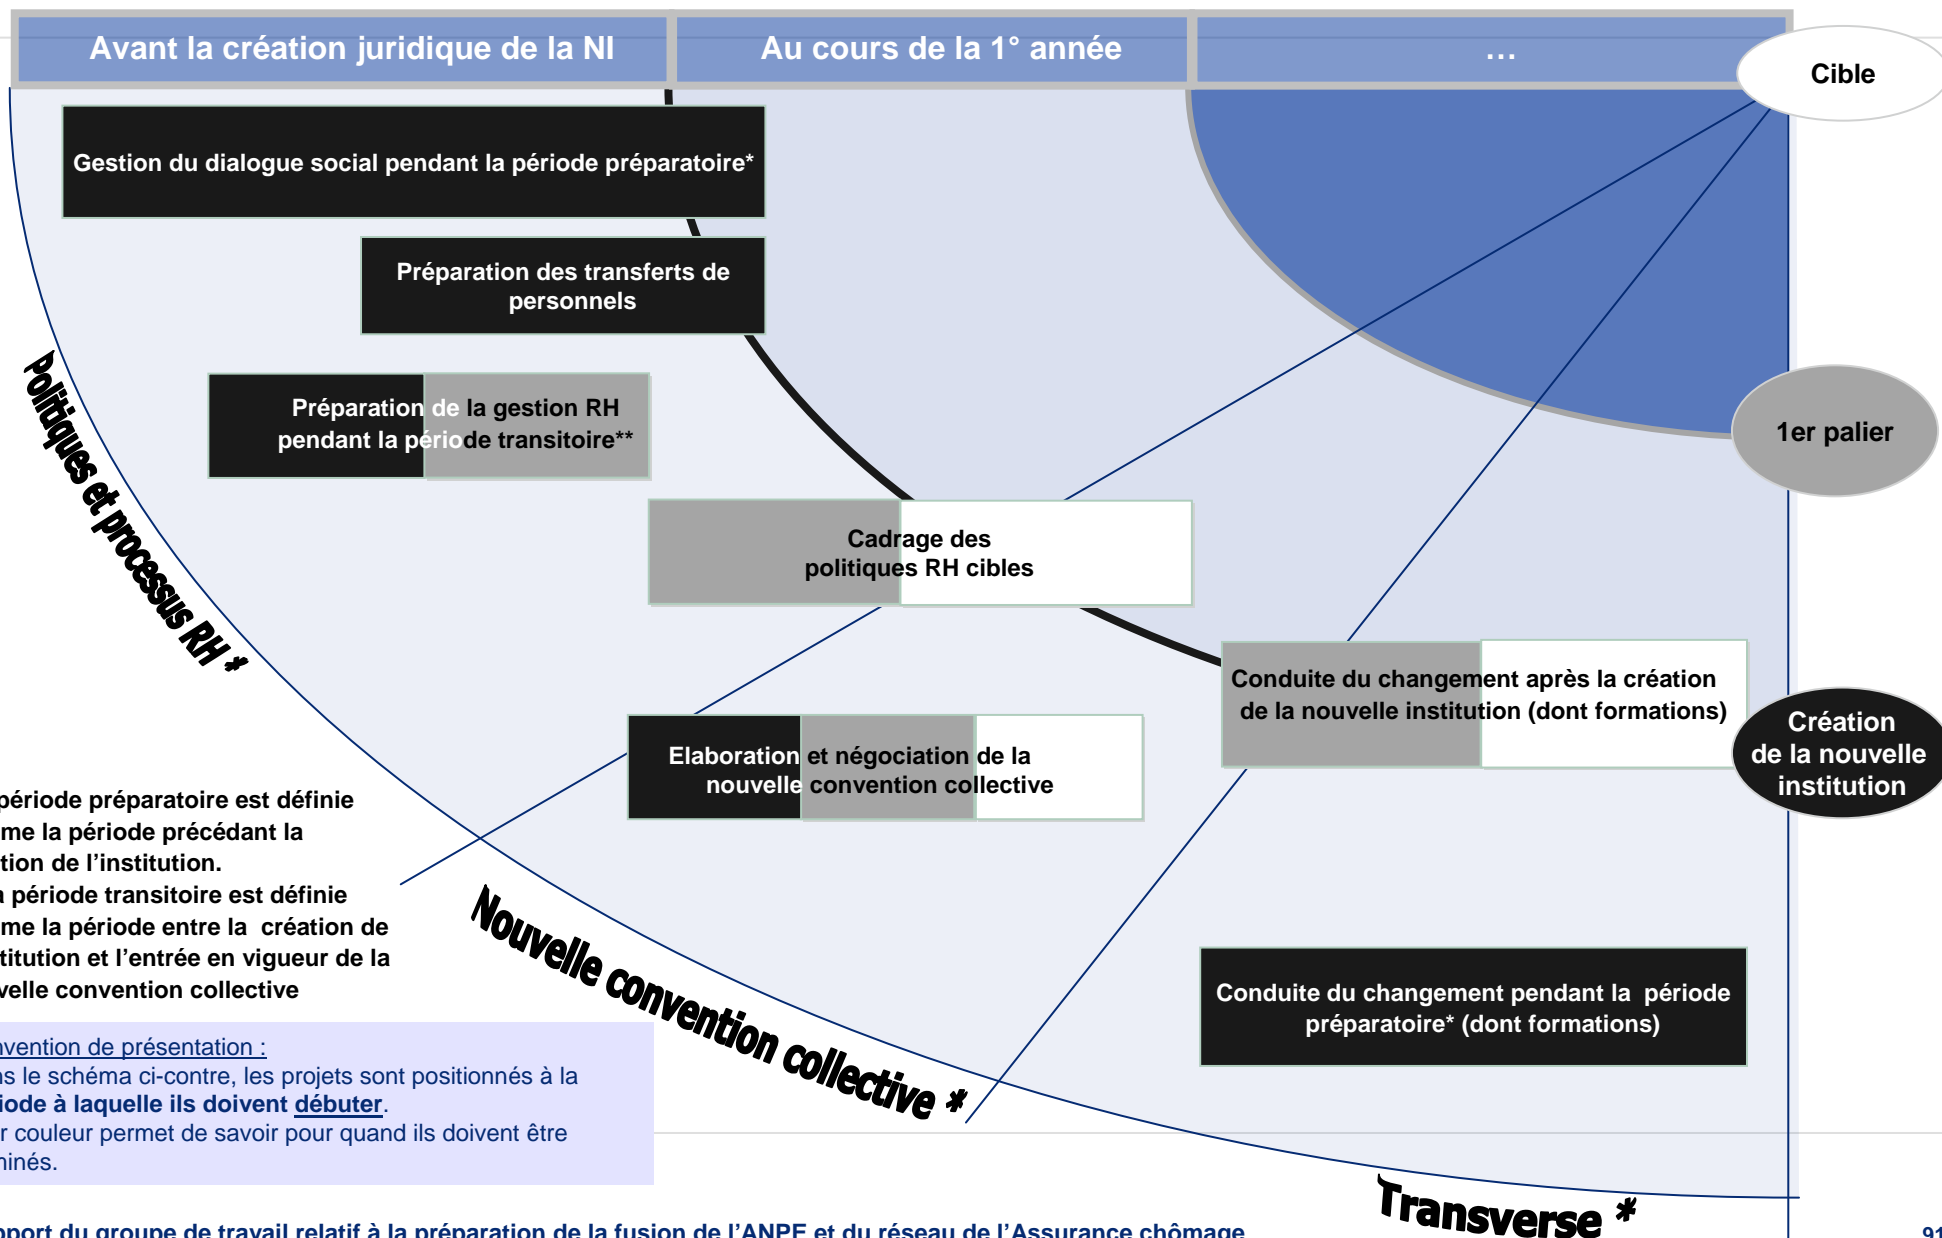 Avant la création juridique de la NI
Au cours de la 1° année
…
Cible
Gestion du dialogue social pendant la période préparatoire*
Préparation des transferts de
personnels
Préparation de la gestion RH
pendant la période transitoire**
1er palier
Cadrage des
politiques RH cibles
Conduite du changement après la création
de la nouvelle institution (dont formations)
Création
de la nouvelle
institution
Elaboration et négociation de la
nouvelle convention collective
Conduite du changement pendant la période
préparatoire* (dont formations)
Politiques et processus RH *
Nouvelle convention collective *
Transverse *
période préparatoire est définie
me la période précédant la
tion de l’institution.
a période transitoire est définie
me la période entre la création de
titution et l’entrée en vigueur de la
velle convention collective
nvention de présentation :
ns le schéma ci-contre, les projets sont positionnés à la
iode à laquelle ils doivent débuter.
r couleur permet de savoir pour quand ils doivent être
minés.
pport du groupe de travail relatif à la préparation de la fusion de l’ANPE et du réseau de l’Assurance chômage
91